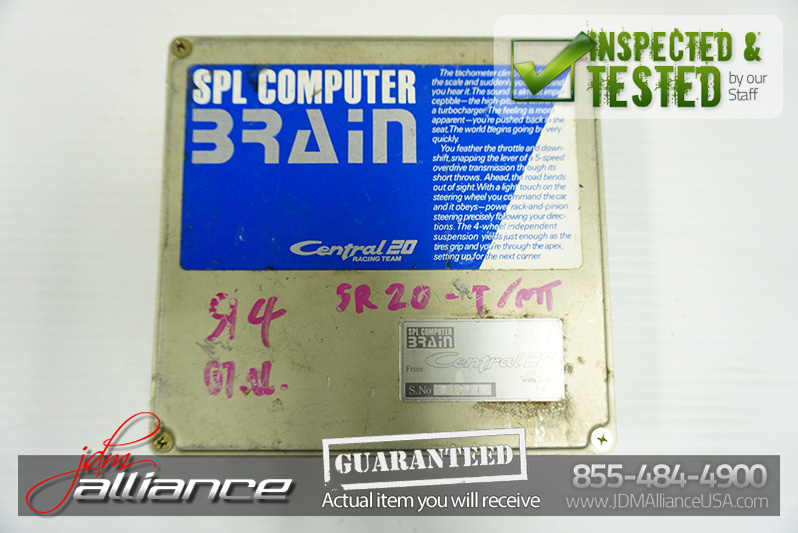 INSPECTED &
TESTED
by our
Staff
SPL COMPUTER
BRAIN
The tachometer
the scale and suddenly
you hear it. The sound is
ceptible—the high-pitched
a turbocharger. The feeling is more
apparent—you're pushed back in the
seat. The world begins going by very
quickly.
You feather the throttle and down-
shift, snapping the lever of a 5-speed
overdrive transmission through its
short throws. Ahead, the road bends
out of sight. With a light touch on the
steering wheel you command the car,
and it obeys—power rack-and-pinion
steering precisely following your direc-
tions. The 4-wheel independent
suspension yields just enough as the
tires grip and you're through the apex,
setting up for the next corner.
Central 20
RACING TEAM
SR20-T/MT
S14
SPL COMPUTER
BRAIN
From Central 20
S.No
GUARANTEED
Actual item you will receive
jdm
alliance
855-484-4900
www.JDMAllianceUSA.com